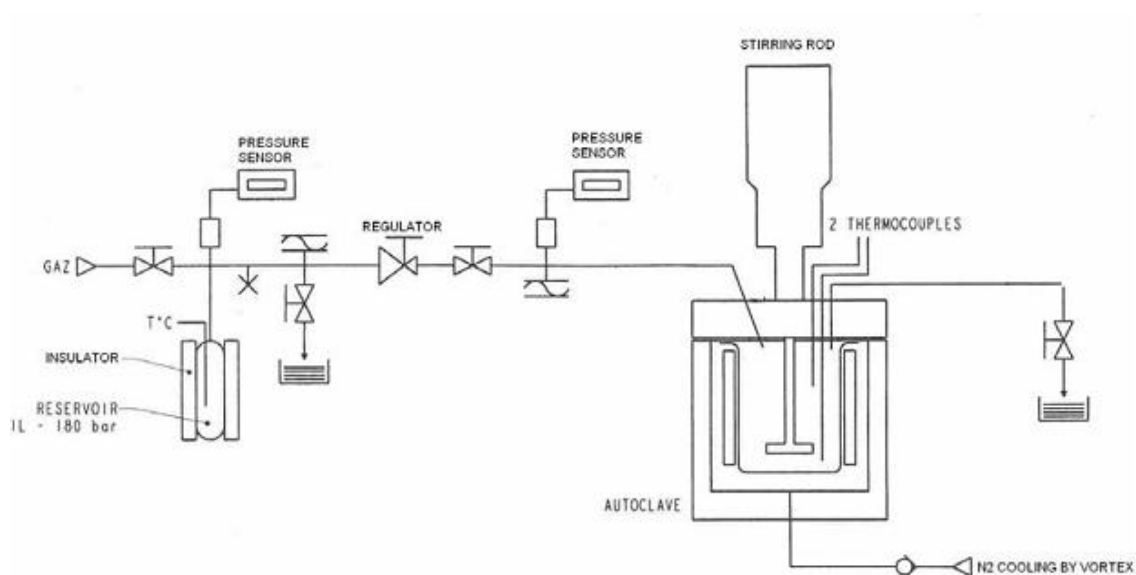 STIRRING ROD
PRESSURE
SENSOR
PRESSURE
SENSOR
REGULATOR
2 THERMOCOUPLES
GAZ
T°C
INSULATOR
RESERVOIR
IL - 180 bar
AUTOCLAVE
N2 COOLING BY VORTEX